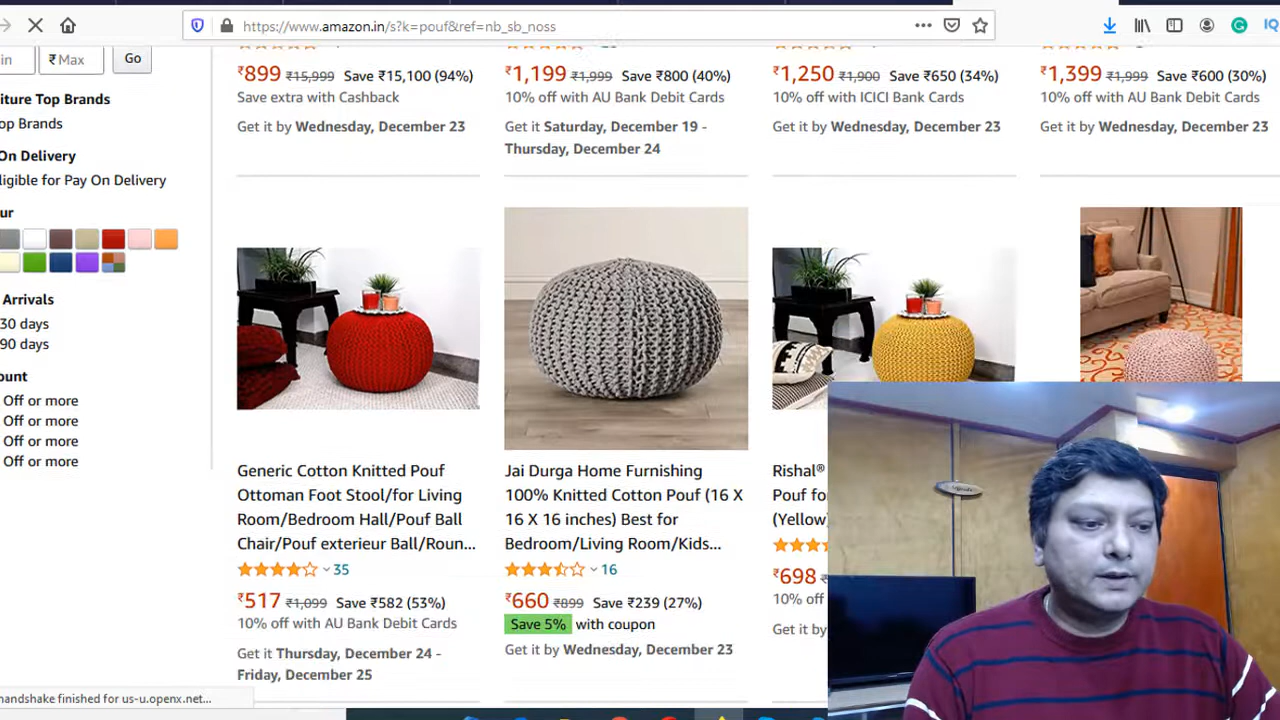 https://www.amazon.in/s?k=pouf&ref=nb_sb_noss
in ₹Max Go
iture Top Brands
op Brands
On Delivery
ligible for Pay On Delivery
ur
Arrivals
30 days
90 days
ount
Off or more
Off or more
Off or more
Off or more
₹899 ₹15,999 Save ₹15,100 (94%)
Save extra with Cashback
Get it by Wednesday, December 23
₹1,199 ₹1,999 Save ₹800 (40%)
10% off with AU Bank Debit Cards
Get it Saturday, December 19 -
Thursday, December 24
₹1,250 ₹1,900 Save ₹650 (34%)
10% off with ICICI Bank Cards
Get it by Wednesday, December 23
₹1,399 ₹1,999 Save ₹600 (30%)
10% off with AU Bank Debit Cards
Get it by Wednesday, December 23
Generic Cotton Knitted Pouf
Ottoman Foot Stool/for Living
Room/Bedroom Hall/Pouf Ball
Chair/Pouf exterieur Ball/Roun...
35
₹517 ₹1,099 Save ₹582 (53%)
10% off with AU Bank Debit Cards
Get it Thursday, December 24 -
Friday, December 25
Jai Durga Home Furnishing
100% Knitted Cotton Pouf (16 X
16 X 16 inches) Best for
Bedroom/Living Room/Kids...
16
₹660 ₹899 Save ₹239 (27%)
Save 5% with coupon
Get it by Wednesday, December 23
Rishal®
Pouf fo
(Yellow
₹698
10% off
Get it by
IQ
handshake finished for us-u.openx.net...